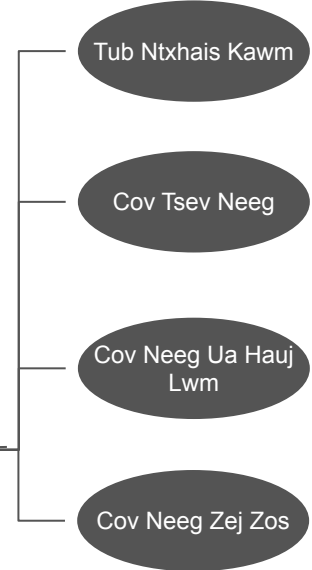 Tub Ntxhais Kawm
Cov Tsev Neeg
Cov Neeg Ua Hauj
Lwm
Cov Neeg Zej Zos